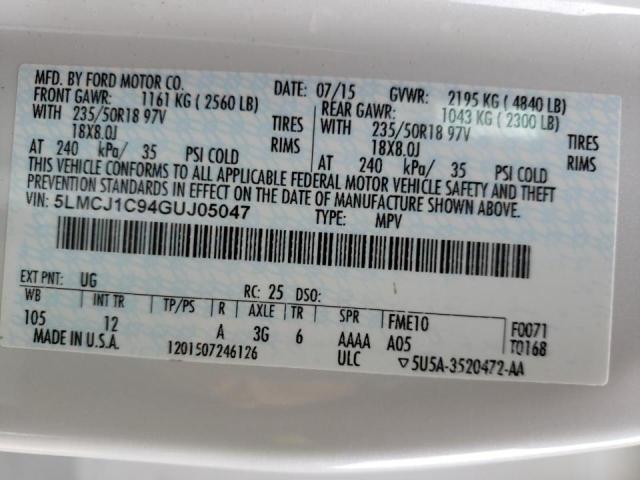 MFD. BY FORD MOTOR CO. DATE: 07/15 GVWR: 2195 KG ( 4840 LB)
FRONT GAWR: 1161 KG ( 2560 LB) REAR GAWR: 1043 KG ( 2300 LB)
WITH 235/50R18 97V TIRES WITH 235/50R18 97V TIRES
18X8.0J RIMS 18X8.0J RIMS
AT 240 kPa/ 35 PSI COLD AT 240 kPa/ 35 PSI COLD
THIS VEHICLE CONFORMS TO ALL APPLICABLE FEDERAL MOTOR VEHICLE SAFETY AND THEFT
PREVENTION STANDARDS IN EFFECT ON THE DATE OF MANUFACTURE SHOWN ABOVE.
VIN: 5LMCJ1C94GUJ05047 TYPE: MPV
EXT PNT: UG RC: 25 DSO:
WB INT TR TP/PS R AXLE TR SPR FME10 F0071
105 12 A 3G 6 AAAA A05 T0168
MADE IN U.S.A. 1201507246126 ULC ▽5U5A-3520472-AA